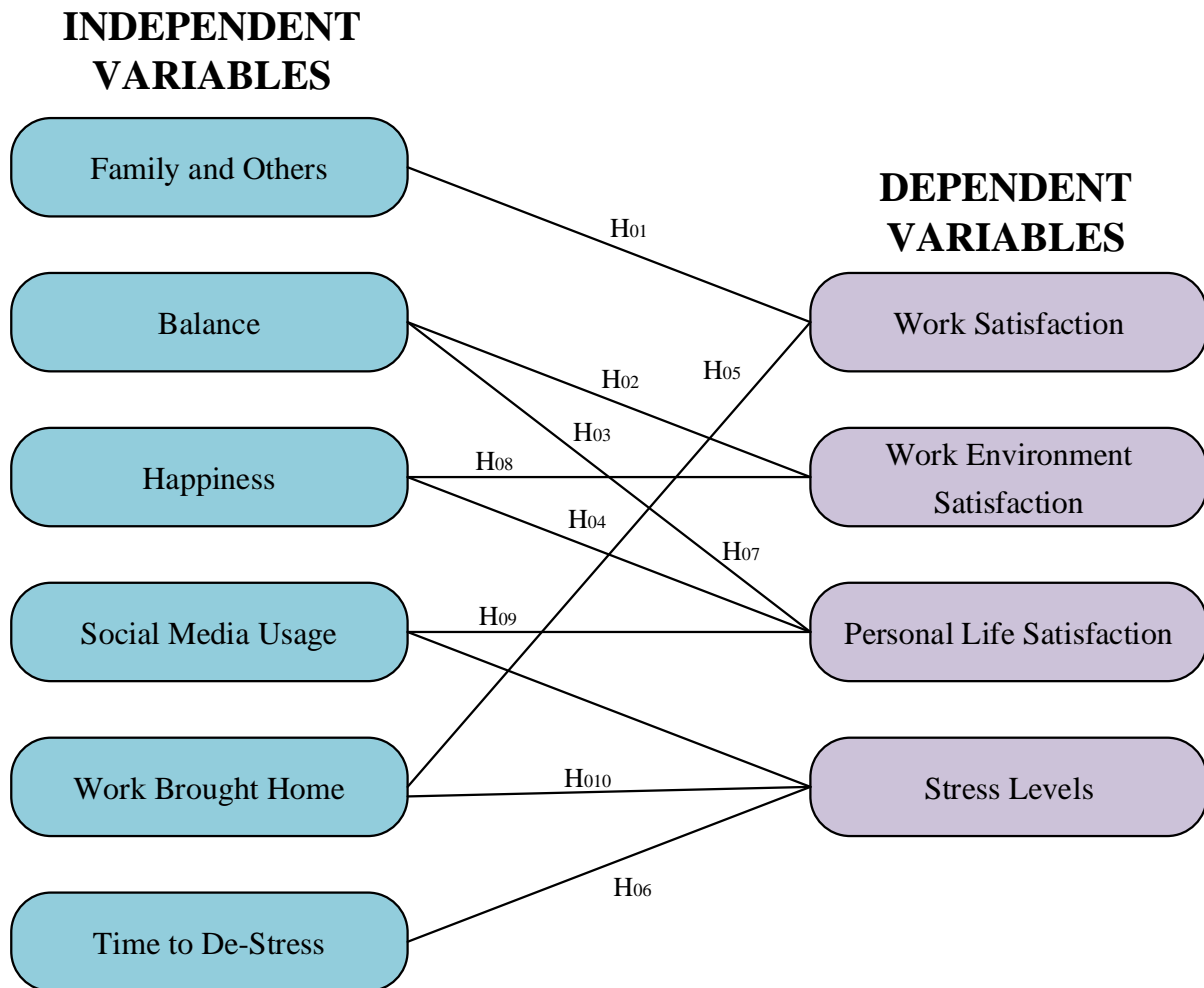 INDEPENDENT
VARIABLES
Family and Others
Balance
Happiness
Social Media Usage
Work Brought Home
Time to De-Stress
H01
H02
H05
H03
H08
H04
H07
H09
H010
H06
DEPENDENT
VARIABLES
Work Satisfaction
Work Environment
Satisfaction
Personal Life Satisfaction
Stress Levels